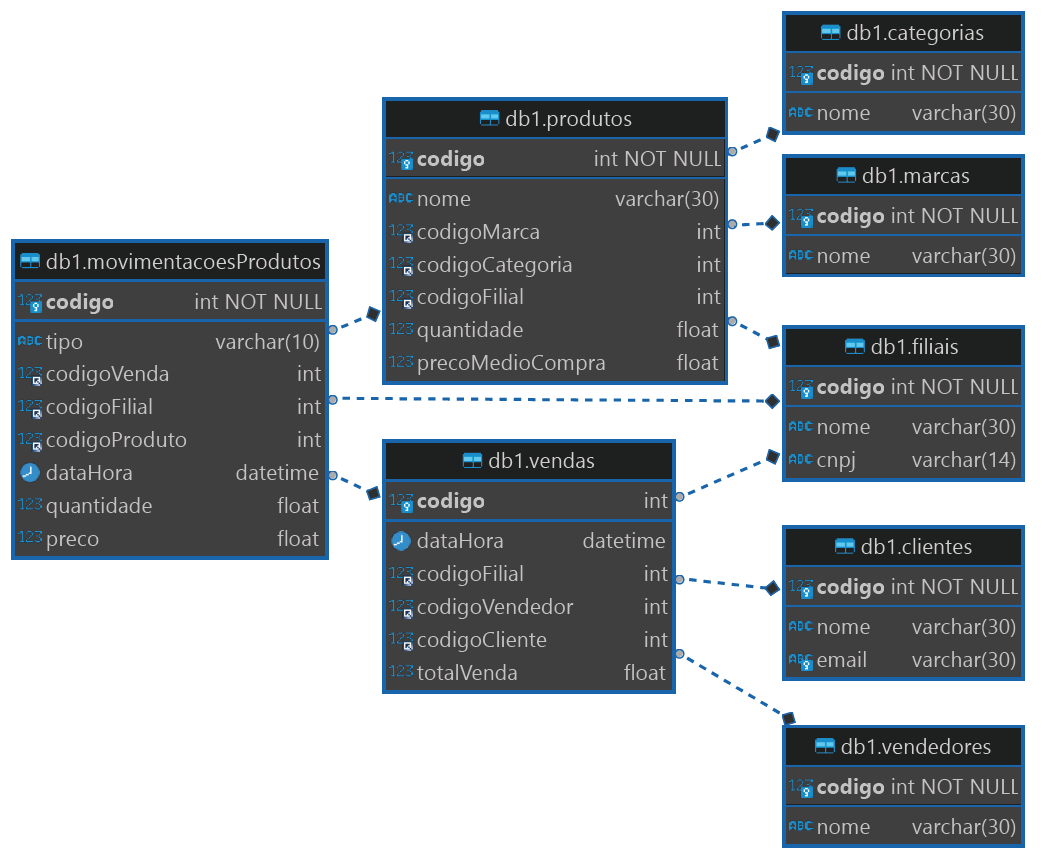 db1.categorias
codigo int NOT NULL
nome varchar(30)
db1.produtos
codigo int NOT NULL
nome varchar(30)
codigoMarca int
codigoCategoria int
codigoFilial int
quantidade float
precoMedioCompra float
db1.marcas
codigo int NOT NULL
nome varchar(30)
db1.movimentacoesProdutos
codigo int NOT NULL
tipo varchar(10)
codigoVenda int
codigoFilial int
codigoProduto int
dataHora datetime
quantidade float
preco float
db1.filiais
codigo int NOT NULL
nome varchar(30)
cnpj varchar(14)
db1.vendas
codigo int
dataHora datetime
codigoFilial int
codigoVendedor int
codigoCliente int
totalVenda float
db1.clientes
codigo int NOT NULL
nome varchar(30)
email varchar(30)
db1.vendedores
codigo int NOT NULL
nome varchar(30)